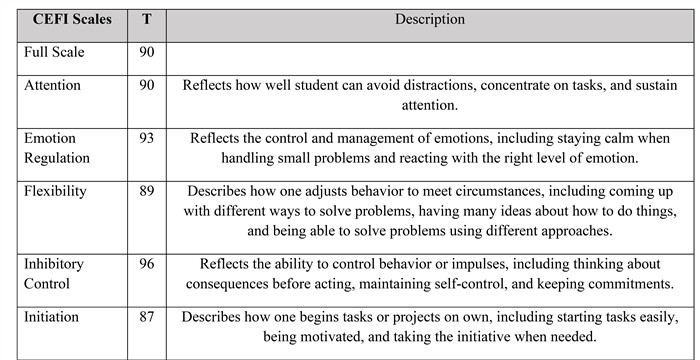 CEFI Scales T Description
Full Scale 90
Attention 90 Reflects how well student can avoid distractions, concentrate on tasks, and sustain
attention.
Emotion 93 Reflects the control and management of emotions, including staying calm when
Regulation handling small problems and reacting with the right level of emotion.
Flexibility 89 Describes how one adjusts behavior to meet circumstances, including coming up
with different ways to solve problems, having many ideas about how to do things,
and being able to solve problems using different approaches.
Inhibitory 96 Reflects the ability to control behavior or impulses, including thinking about
Control consequences before acting, maintaining self-control, and keeping commitments.
Initiation 87 Describes how one begins tasks or projects on own, including starting tasks easily,
being motivated, and taking the initiative when needed.